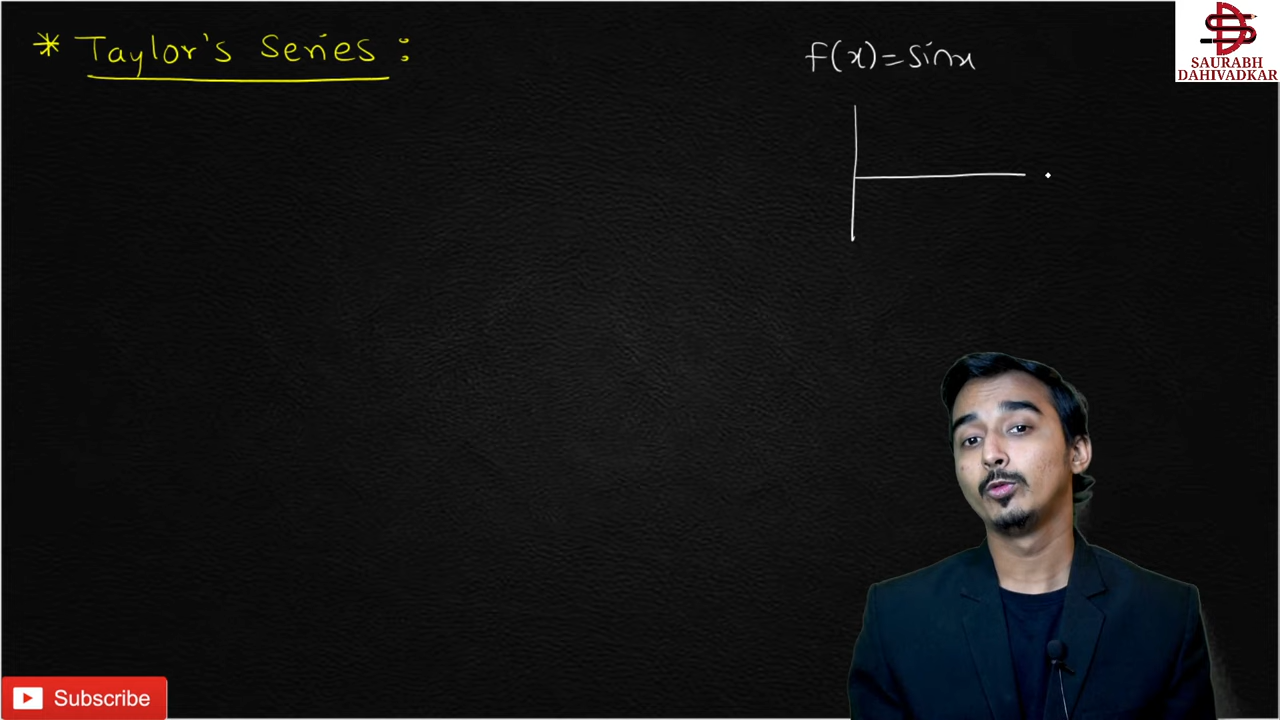 * Taylor's Series :
f(x)=sinx
SAURABH
DAHIVADKAR
Subscribe